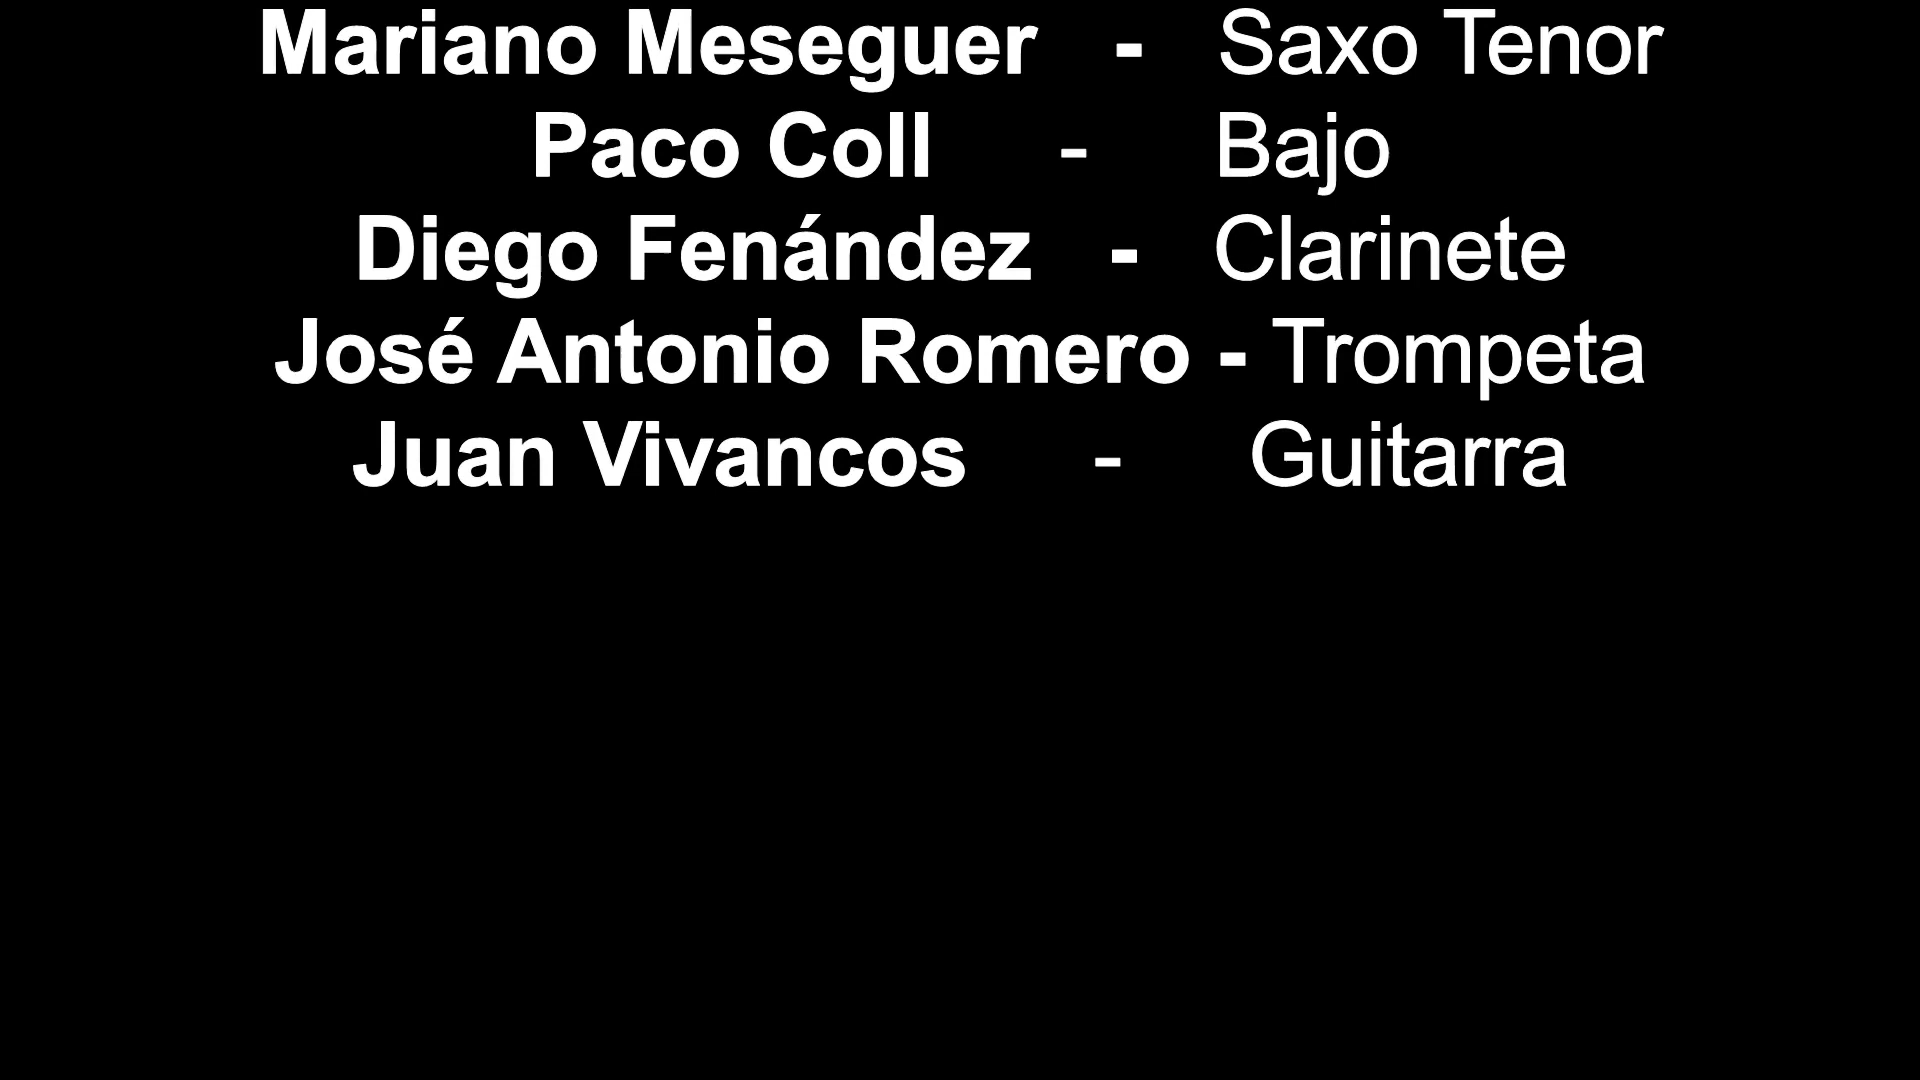 Mariano Meseguer - Saxo Tenor
Paco Coll - Bajo
Diego Fenández - Clarinete
José Antonio Romero - Trompeta
Juan Vivancos - Guitarra